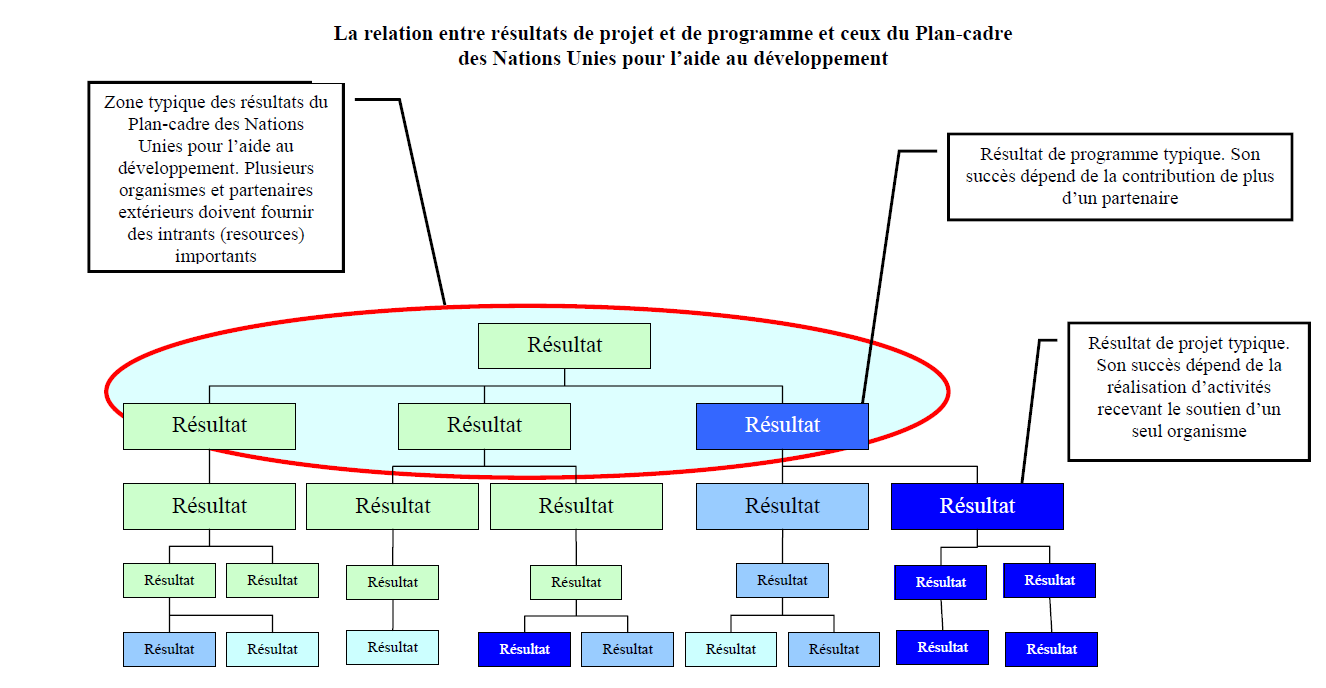 La relation entre résultats de projet et de programme et ceux du Plan-cadre
des Nations Unies pour l’aide au développement
Zone typique des résultats du
Plan-cadre des Nations
Unies pour l’aide au
développement. Plusieurs
organismes et partenaires
extérieurs doivent fournir
des intrants (resources)
importants
Résultat de programme typique. Son
succès dépend de la contribution de plus
d’un partenaire
Résultat de projet typique.
Son succès dépend de la
réalisation d’activités
recevant le soutien d’un
seul organisme
Résultat
Résultat Résultat Résultat
Résultat Résultat Résultat Résultat Résultat
Résultat Résultat Résultat Résultat Résultat Résultat Résultat
Résultat Résultat Résultat Résultat Résultat Résultat Résultat Résultat Résultat